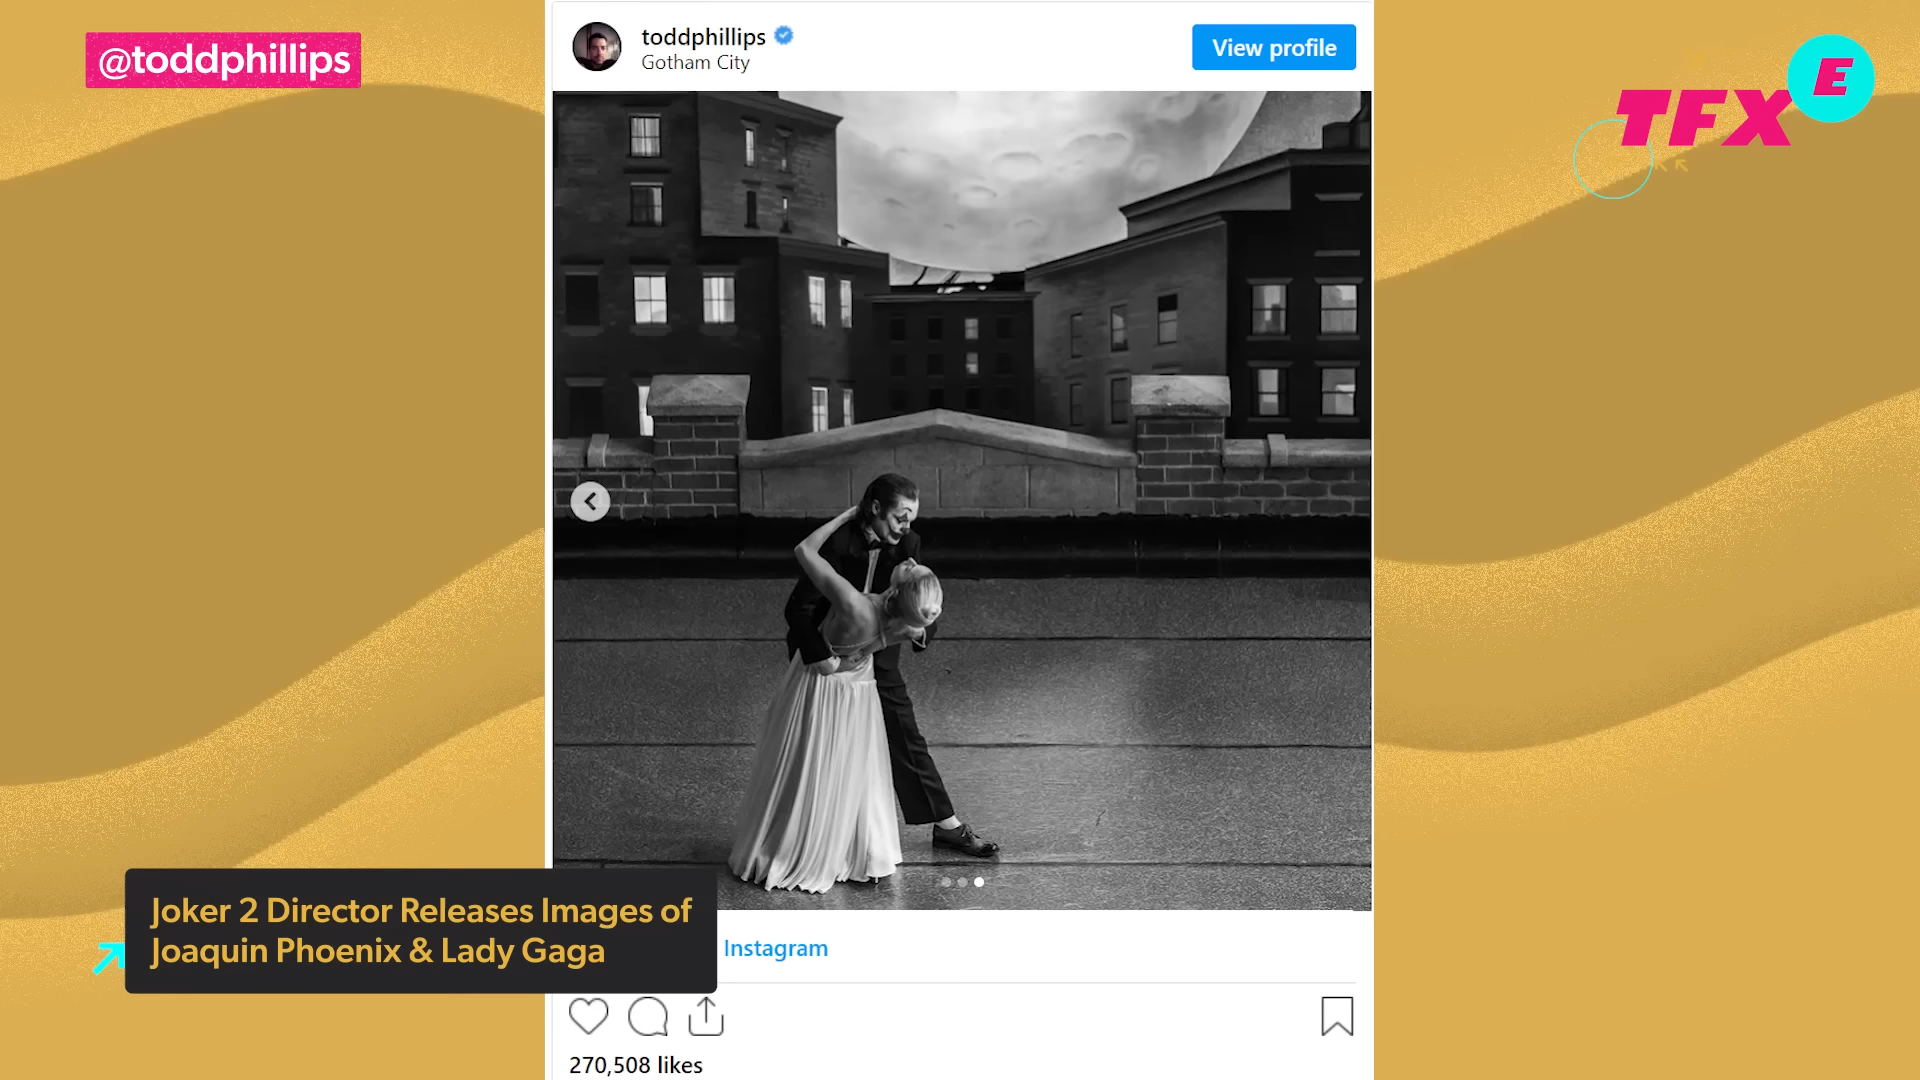 @toddphillips
toddphillips
Gotham City
View profile
TFX
E
Joker 2 Director Releases Images of
Joaquin Phoenix & Lady Gaga
Instagram
270,508 likes